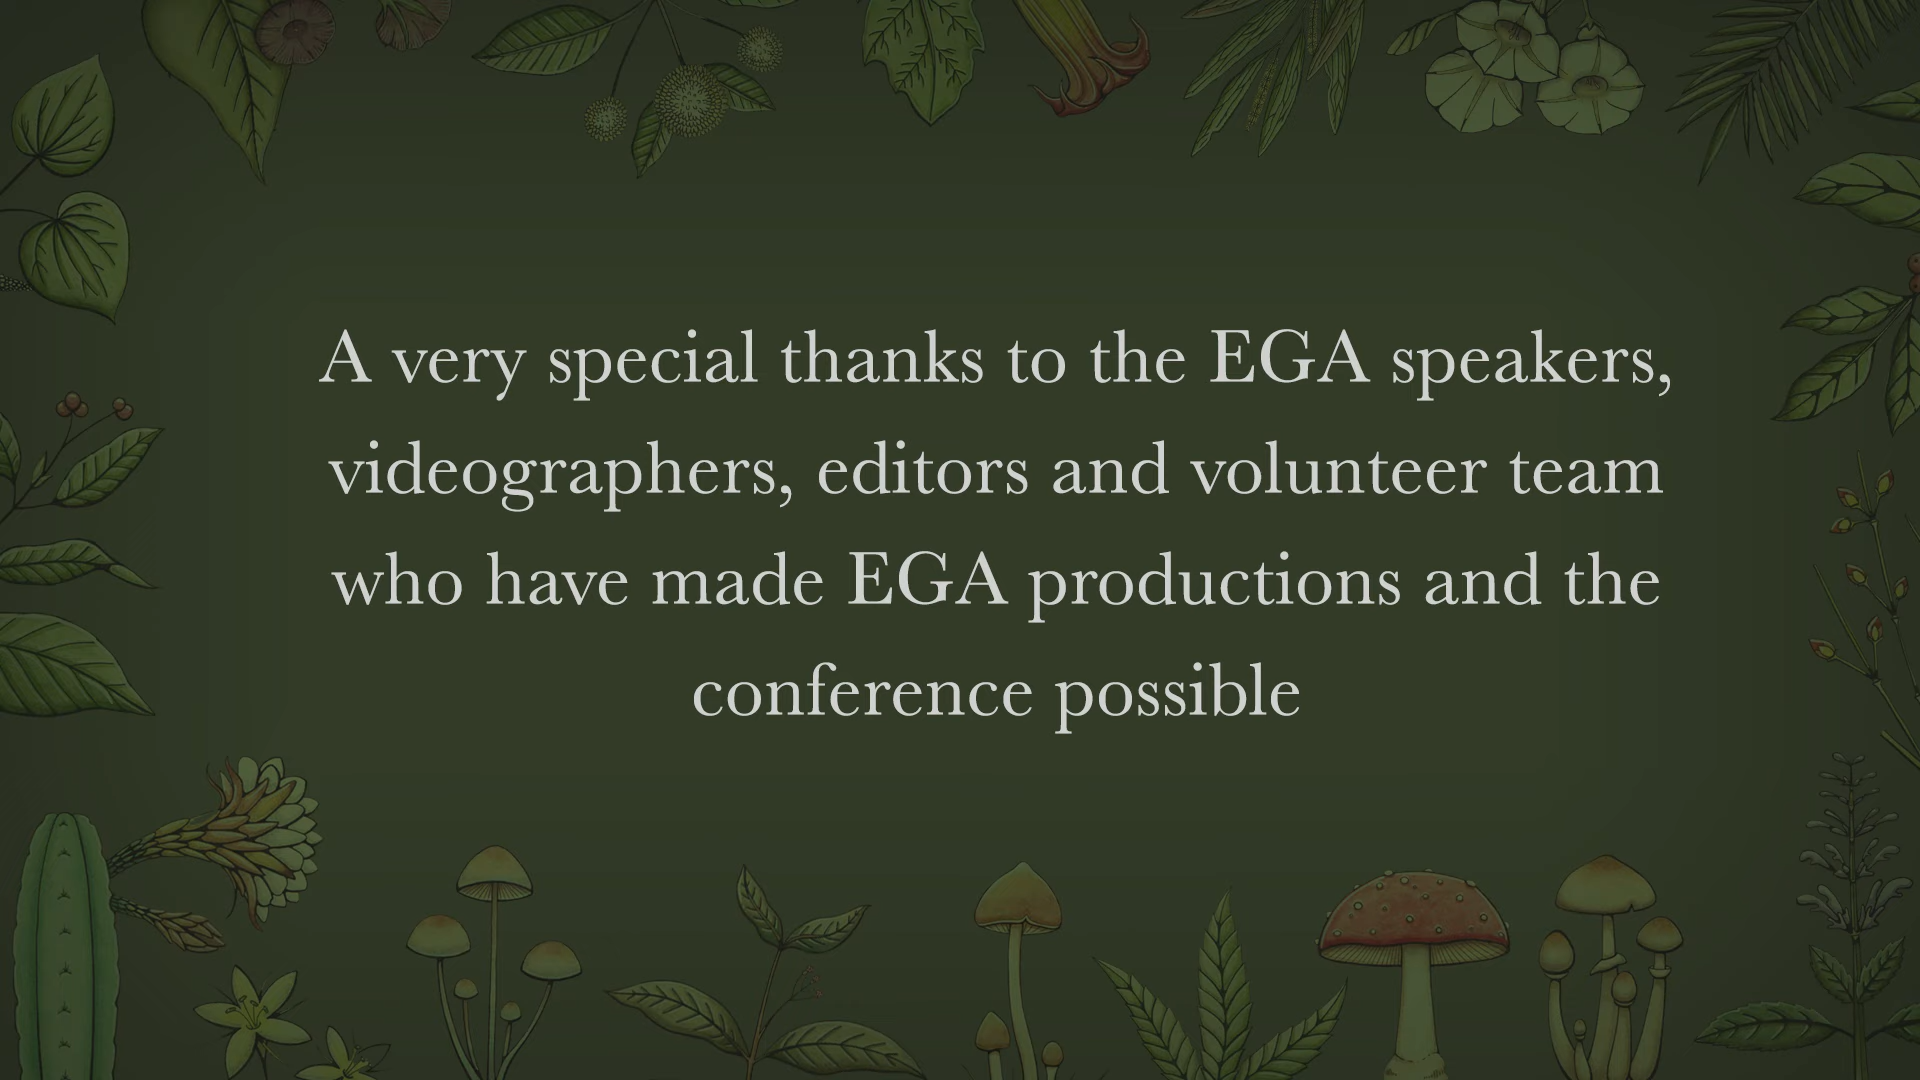 A very special thanks to the EGA speakers,
videographers, editors and volunteer team
who have made EGA productions and the
conference possible